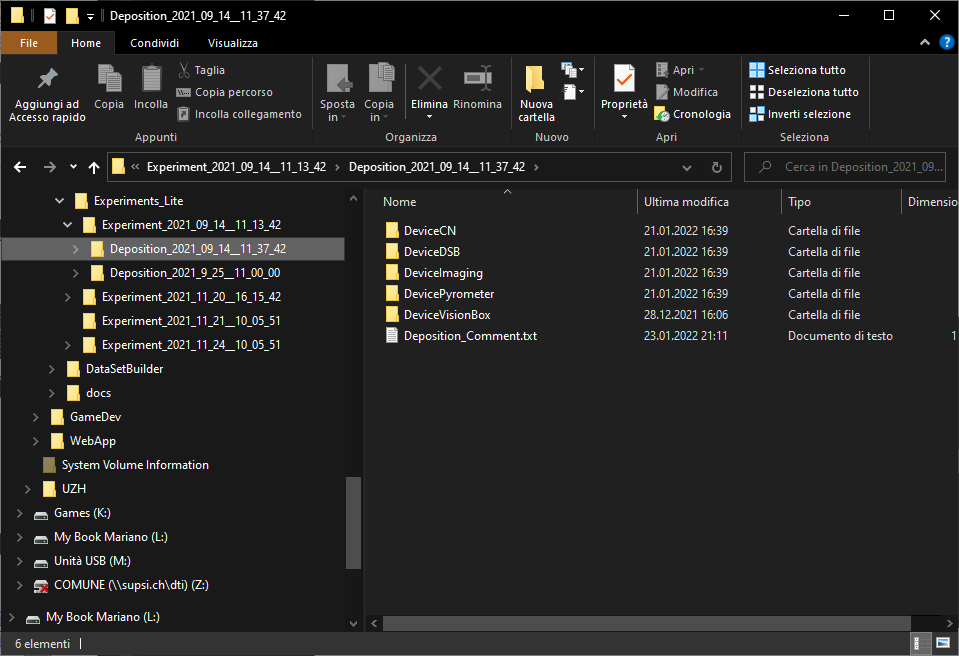 Deposition_2021_09_14__11_37_42
File Home Condividi Visualizza
Aggiungi ad Accesso rapido
Copia
Incolla
Taglia
Copia percorso
Incolla collegamento
Appunti
Sposta in
Copia in
Elimina
Rinomina
Organizza
Nuova cartella
Nuovo
Proprietà
Apri
Modifica
Cronologia
Apri
Seleziona tutto
Deseleziona tutto
Inverti selezione
Seleziona
« Experiment_2021_09_14__11_13_42 › Deposition_2021_09_14__11_37_42 ›
Cerca in Deposition_2021_09...
Experiments_Lite
Experiment_2021_09_14__11_13_42
Deposition_2021_09_14__11_37_42
Deposition_2021_9_25__11_00_00
Experiment_2021_11_20__16_15_42
Experiment_2021_11_21__10_05_51
Experiment_2021_11_24__10_05_51
DataSetBuilder
docs
GameDev
WebApp
System Volume Information
UZH
Games (K:)
My Book Mariano (L:)
Unità USB (M:)
COMUNE (\\supsi.ch\dti) (Z:)
My Book Mariano (L:)
Nome Ultima modifica Tipo Dimensio
DeviceCN 21.01.2022 16:39 Cartella di file
DeviceDSB 21.01.2022 16:39 Cartella di file
DeviceImaging 21.01.2022 16:39 Cartella di file
DevicePyrometer 21.01.2022 16:39 Cartella di file
DeviceVisionBox 28.12.2021 16:06 Cartella di file
Deposition_Comment.txt 23.01.2022 21:11 Documento di testo 1
6 elementi